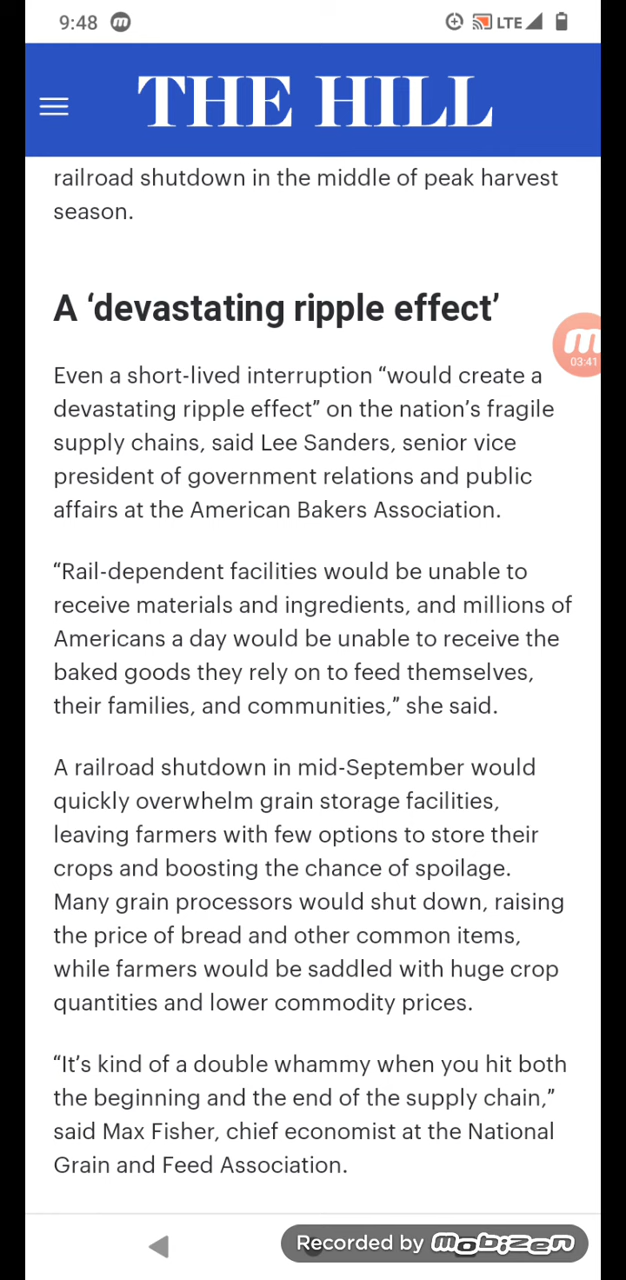 9:48
LTE
THE HILL
railroad shutdown in the middle of peak harvest
season.
A ‘devastating ripple effect’
03:41
Even a short-lived interruption “would create a
devastating ripple effect” on the nation’s fragile
supply chains, said Lee Sanders, senior vice
president of government relations and public
affairs at the American Bakers Association.
“Rail-dependent facilities would be unable to
receive materials and ingredients, and millions of
Americans a day would be unable to receive the
baked goods they rely on to feed themselves,
their families, and communities,” she said.
A railroad shutdown in mid-September would
quickly overwhelm grain storage facilities,
leaving farmers with few options to store their
crops and boosting the chance of spoilage.
Many grain processors would shut down, raising
the price of bread and other common items,
while farmers would be saddled with huge crop
quantities and lower commodity prices.
“It’s kind of a double whammy when you hit both
the beginning and the end of the supply chain,”
said Max Fisher, chief economist at the National
Grain and Feed Association.
Recorded by mobizen